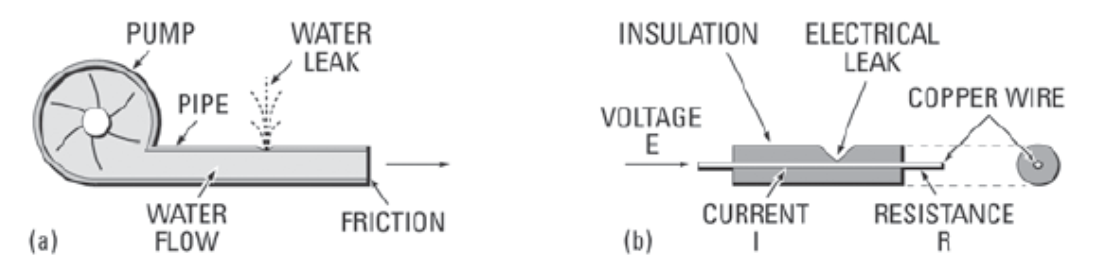 PUMP
WATER
LEAK
PIPE
WATER
FLOW
FRICTION
(a)
INSULATION
ELECTRICAL
LEAK
COPPER WIRE
VOLTAGE
E
CURRENT
I
RESISTANCE
R
(b)